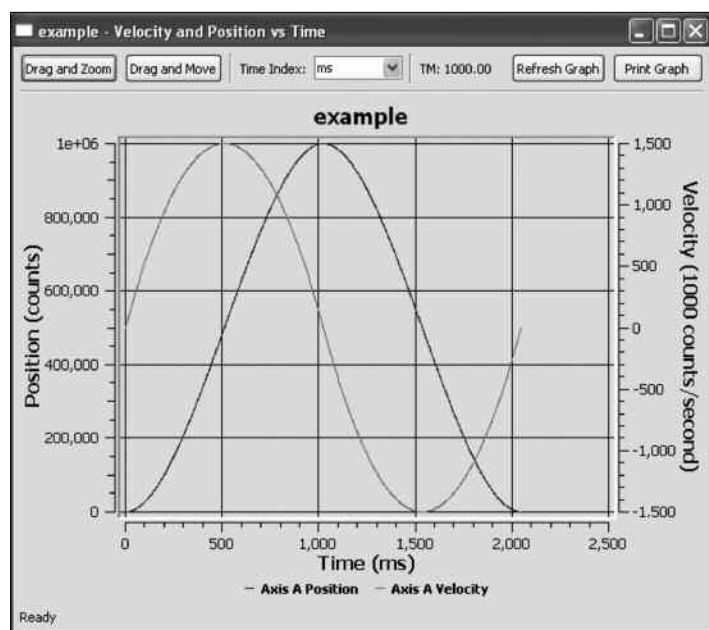 example - Velocity and Position vs Time
Drag and Zoom Drag and Move Time Index: ms TM: 1000.00 Refresh Graph Print Graph
example
Position (counts)
1e+06
800,000
600,000
400,000
200,000
0
1,500
1,000
500
0
-500
-1,000
-1,500
Velocity (1000 counts/second)
0 500 1,000 1,500 2,000 2,500
Time (ms)
Axis A Position Axis A Velocity
Ready